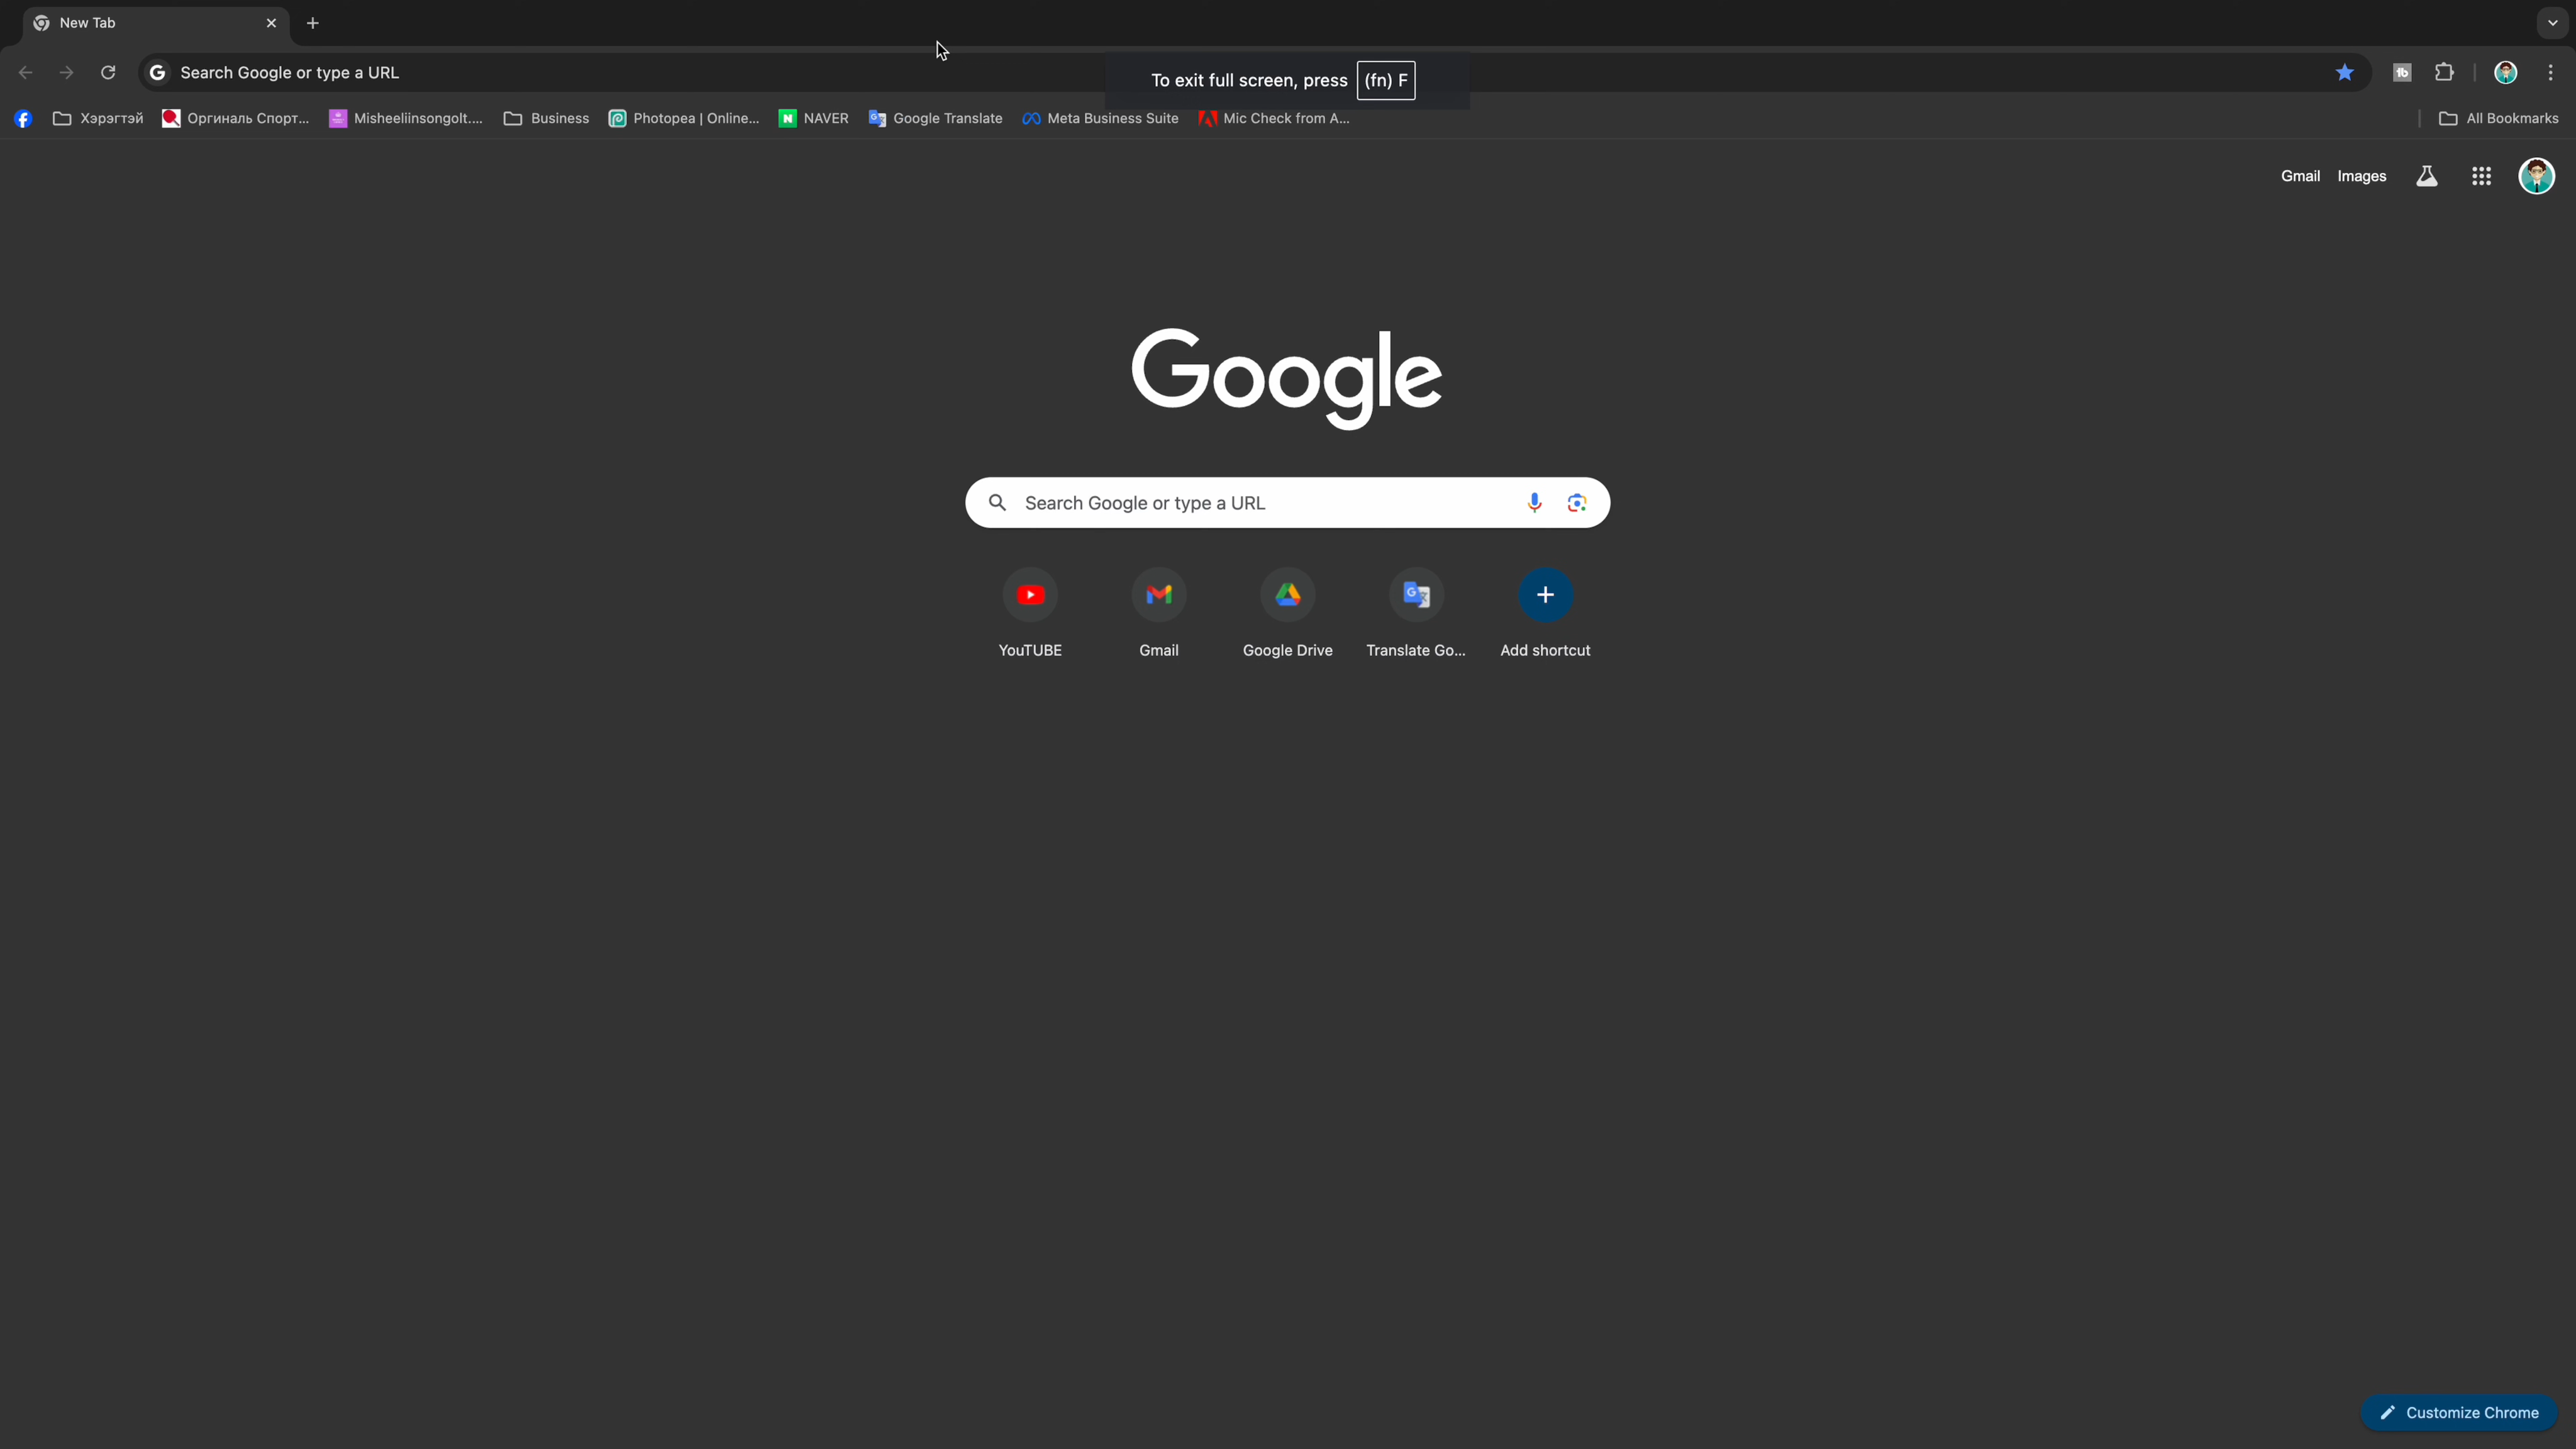 New Tab
Search Google or type a URL
To exit full screen, press (fn) F
Хэрэгтэй
Оргиналь Спорт...
Misheeliinsongolt....
Business
Photopea | Online...
NAVER
Google Translate
Meta Business Suite
Mic Check from A...
All Bookmarks
Gmail
Images
Google
Search Google or type a URL
YouTUBE
Gmail
Google Drive
Translate Go...
Add shortcut
Customize Chrome